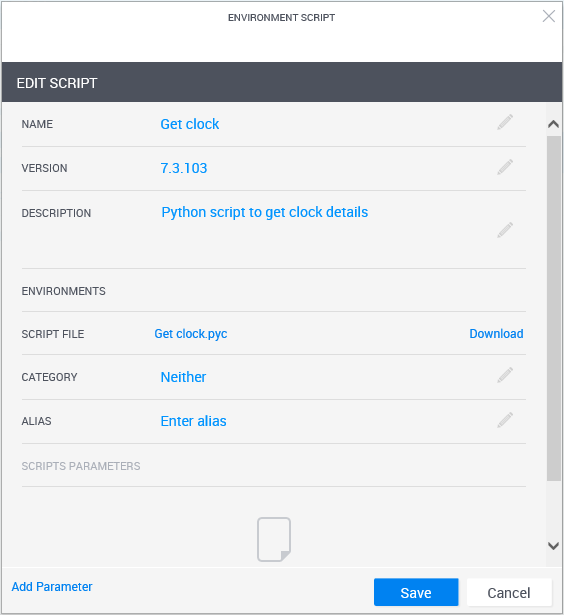 ENVIRONMENT SCRIPT
EDIT SCRIPT
NAME Get clock
VERSION 7.3.103
DESCRIPTION Python script to get clock details
ENVIRONMENTS
SCRIPT FILE Get clock.pyc Download
CATEGORY Neither
ALIAS Enter alias
SCRIPTS PARAMETERS
Add Parameter Save Cancel